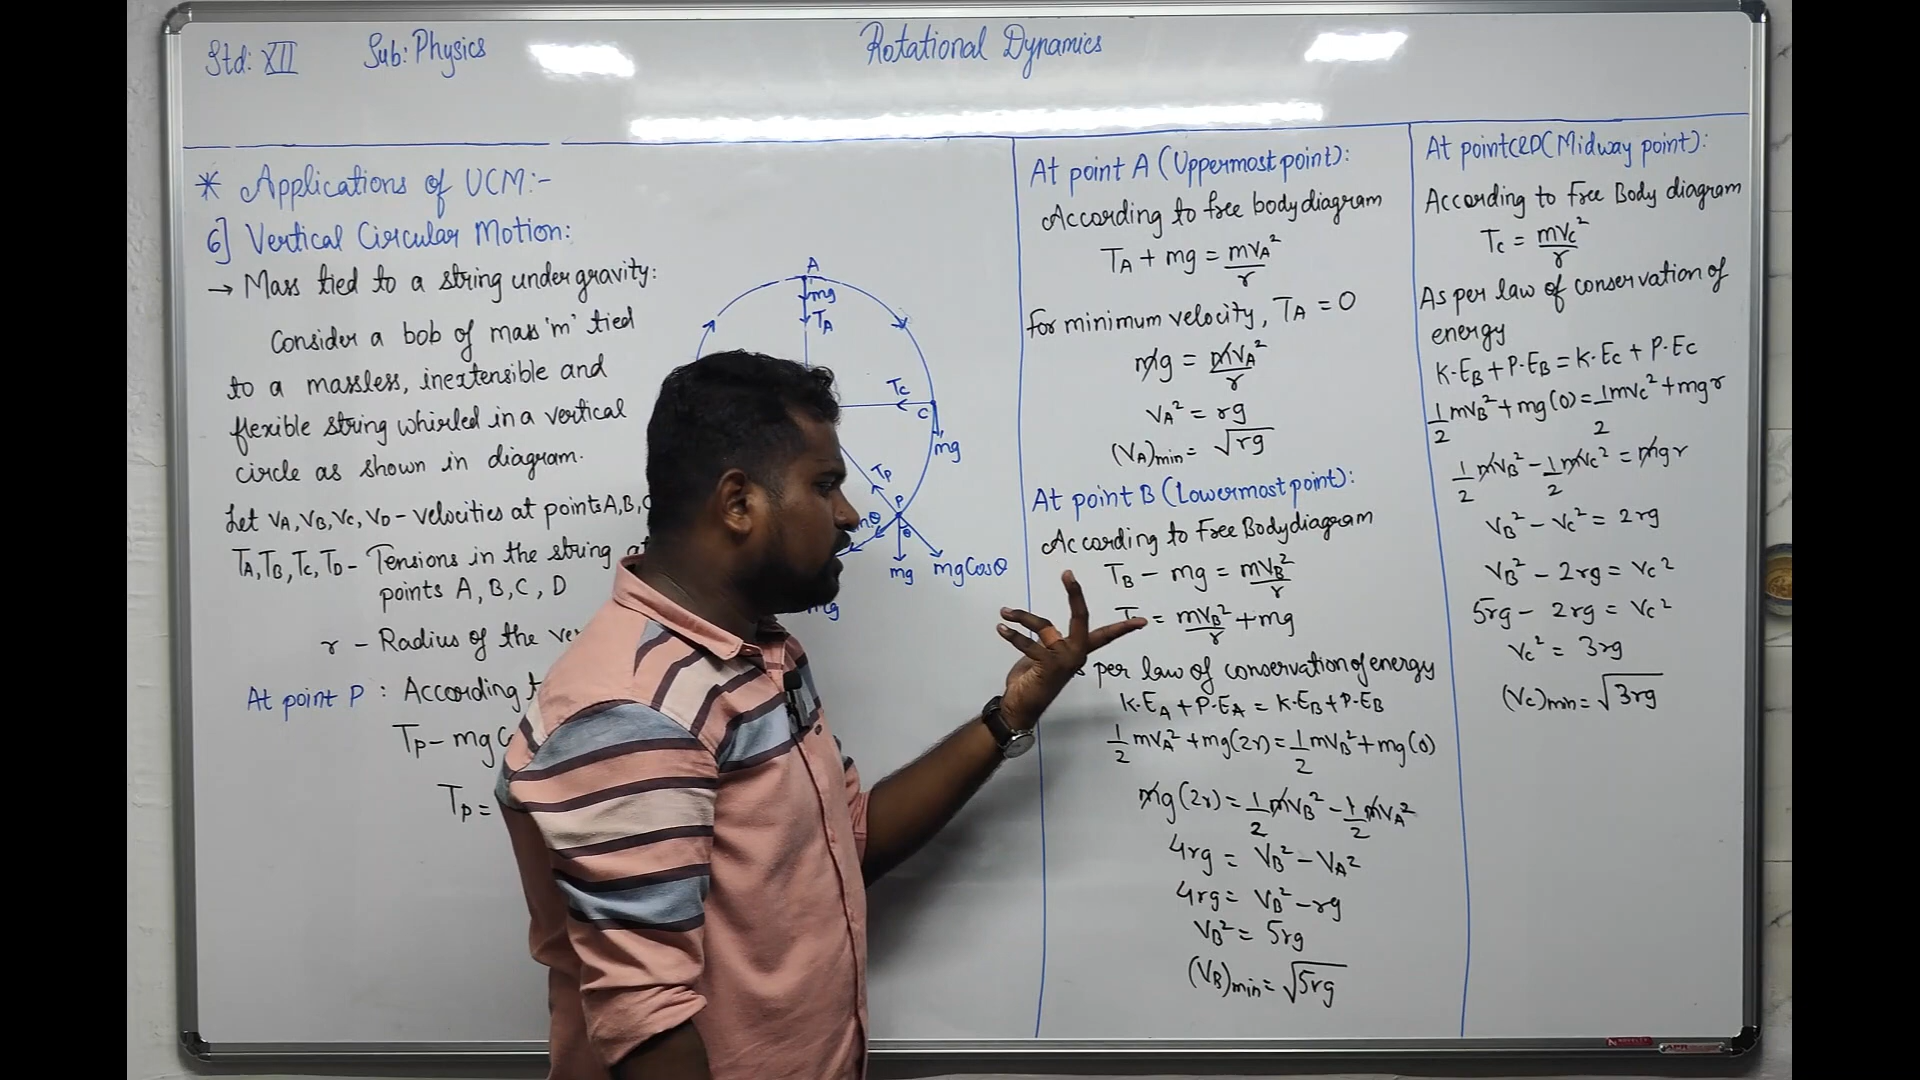 Std: XII Sub: Physics Rotational Dynamics
* Applications of UCM:-
6] Vertical Circular Motion:
→ Mass tied to a string under gravity:
Consider a bob of mass 'm' tied
to a massless, inextensible and
flexible string whirled in a vertical
circle as shown in diagram.
Let VA, VB, VC, VD - velocities at points A, B,
TA, TB, TC, TD - Tensions in the string
points A, B, C, D
r - Radius of the
At point P : According
Tp - mg
Tp =
A
mg
TA
Tc
C
mg
Tp
P
θ
mg
mgCosθ
mg
At point A (Uppermost point):
According to free body diagram
TA + mg = mVA²/r
for minimum velocity, TA = 0
mg = mVA²/r
VA² = rg
(VA)min = √rg
At point B (Lowermost point):
According to Free Body diagram
TB - mg = mVB²/r
= mVB²/r + mg
per law of conservation of energy
K.EA + P.EA = K.EB + P.EB
1/2 mVA² + mg(2r) = 1/2 mVB² + mg(0)
mg(2r) = 1/2 mVB² - 1/2 mVA²
4rg = VB² - VA²
4rg = VB² - rg
VB² = 5rg
(VB)min = √5rg
At point C & D (Midway point):
According to Free Body diagram
Tc = mVc²/r
As per law of conservation of
energy
K.EB + P.EB = K.Ec + P.Ec
1/2 mVB² + mg(0) = 1/2 mVc² + mgr
1/2 mVB² - 1/2 mVc² = mgr
VB² - Vc² = 2rg
VB² - 2rg = Vc²
5rg - 2rg = Vc²
Vc² = 3rg
(Vc)min = √3rg